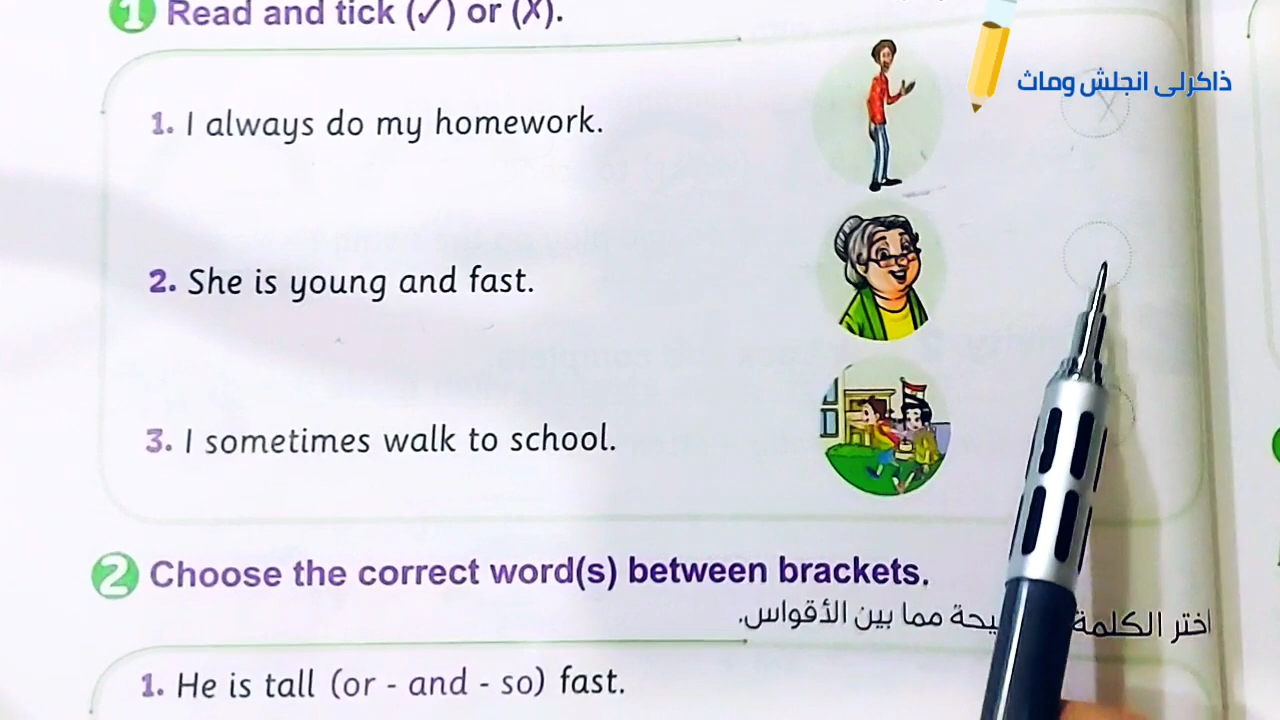 1 Read and tick (✓) or (X).
ذاكرلى انجلش وماث
1. I always do my homework.
X
2. She is young and fast.
3. I sometimes walk to school.
2 Choose the correct word(s) between brackets.
اختر الكلمة مما بين الأقواس.
1. He is tall (or - and - so) fast.